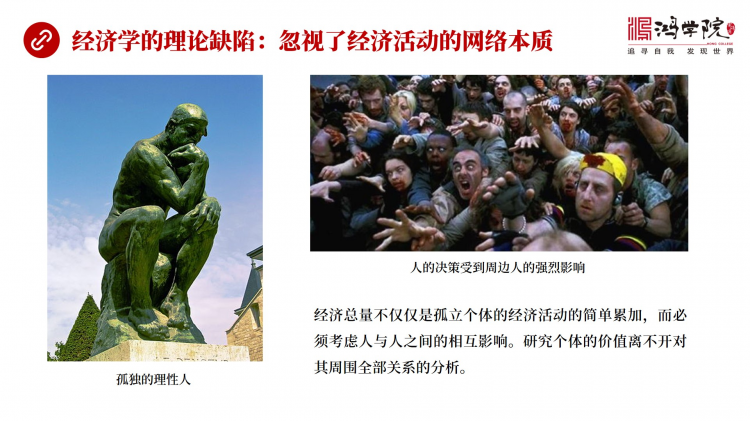 经济学的理论缺陷：忽视了经济活动的网络本质
鸿学院
HONG COLLEGE
追寻自我 发现世界
人的决策受到周边人的强烈影响
经济总量不仅仅是孤立个体的经济活动的简单累加，而必
须考虑人与人之间的相互影响。研究个体的价值离不开对
其周围全部关系的分析。
孤独的理性人